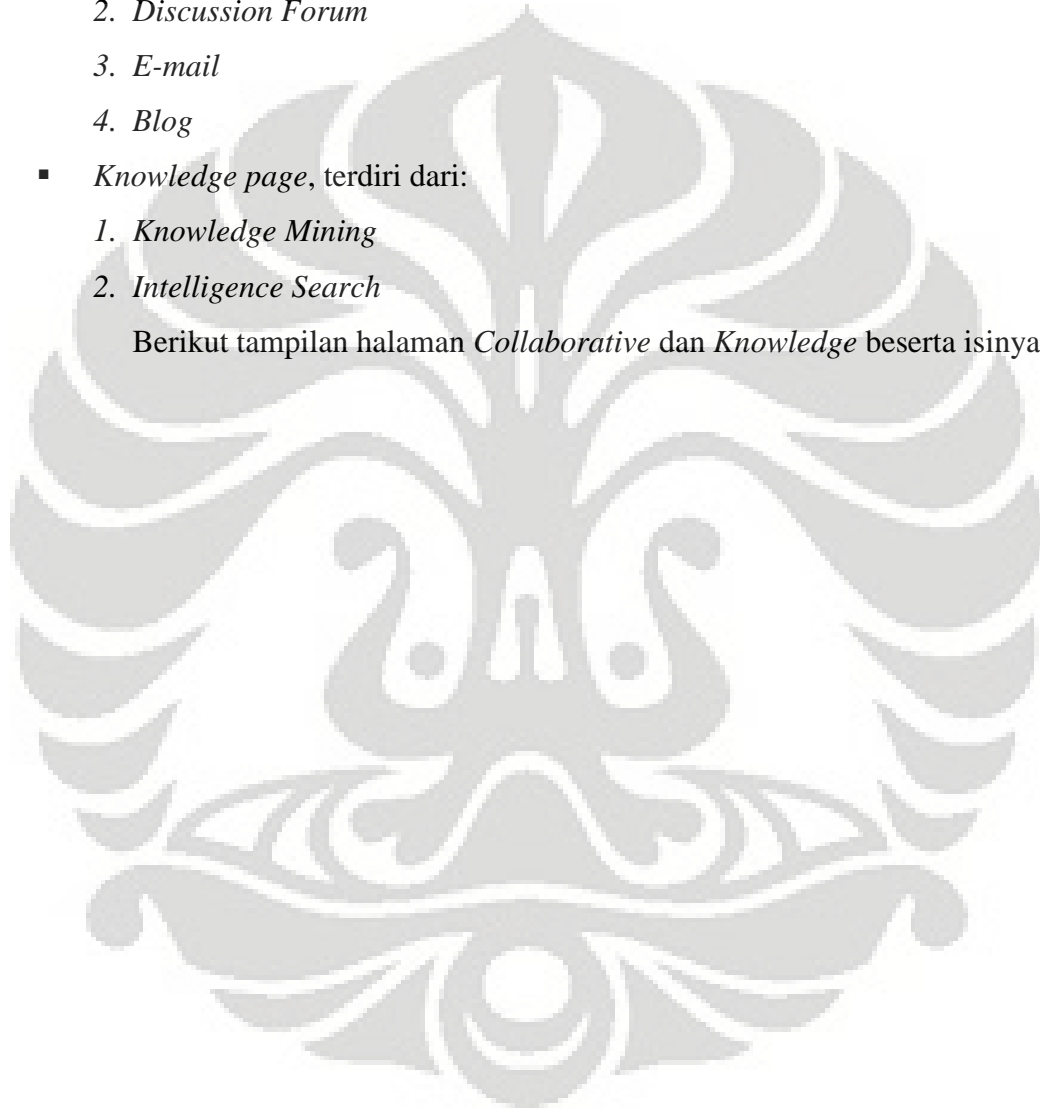 2. Discussion Forum
3. E-mail
4. Blog
▪ Knowledge page, terdiri dari:
1. Knowledge Mining
2. Intelligence Search
Berikut tampilan halaman Collaborative dan Knowledge beserta isinya